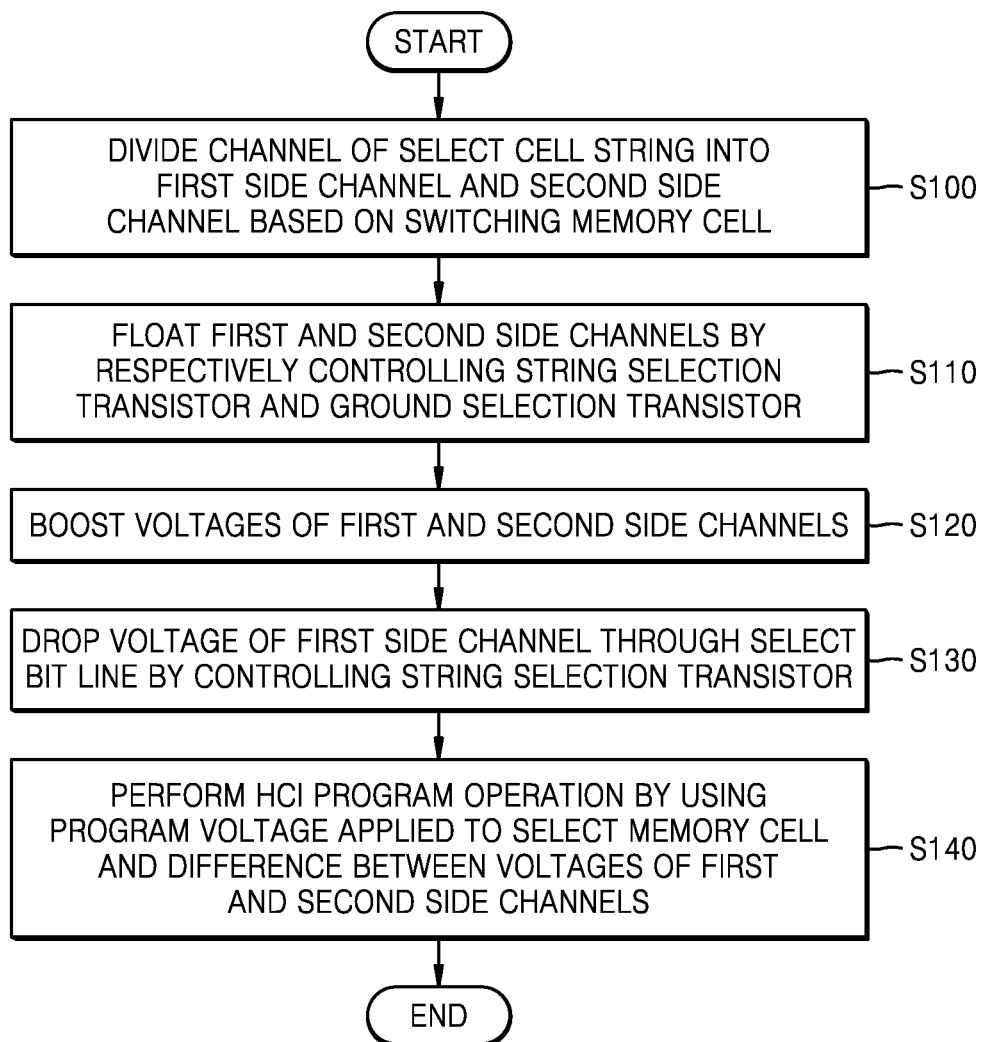 START
DIVIDE CHANNEL OF SELECT CELL STRING INTO
FIRST SIDE CHANNEL AND SECOND SIDE
CHANNEL BASED ON SWITCHING MEMORY CELL
S100
FLOAT FIRST AND SECOND SIDE CHANNELS BY
RESPECTIVELY CONTROLLING STRING SELECTION
TRANSISTOR AND GROUND SELECTION TRANSISTOR
S110
BOOST VOLTAGES OF FIRST AND SECOND SIDE CHANNELS
S120
DROP VOLTAGE OF FIRST SIDE CHANNEL THROUGH SELECT
BIT LINE BY CONTROLLING STRING SELECTION TRANSISTOR
S130
PERFORM HCI PROGRAM OPERATION BY USING
PROGRAM VOLTAGE APPLIED TO SELECT MEMORY CELL
AND DIFFERENCE BETWEEN VOLTAGES OF FIRST
AND SECOND SIDE CHANNELS
S140
END